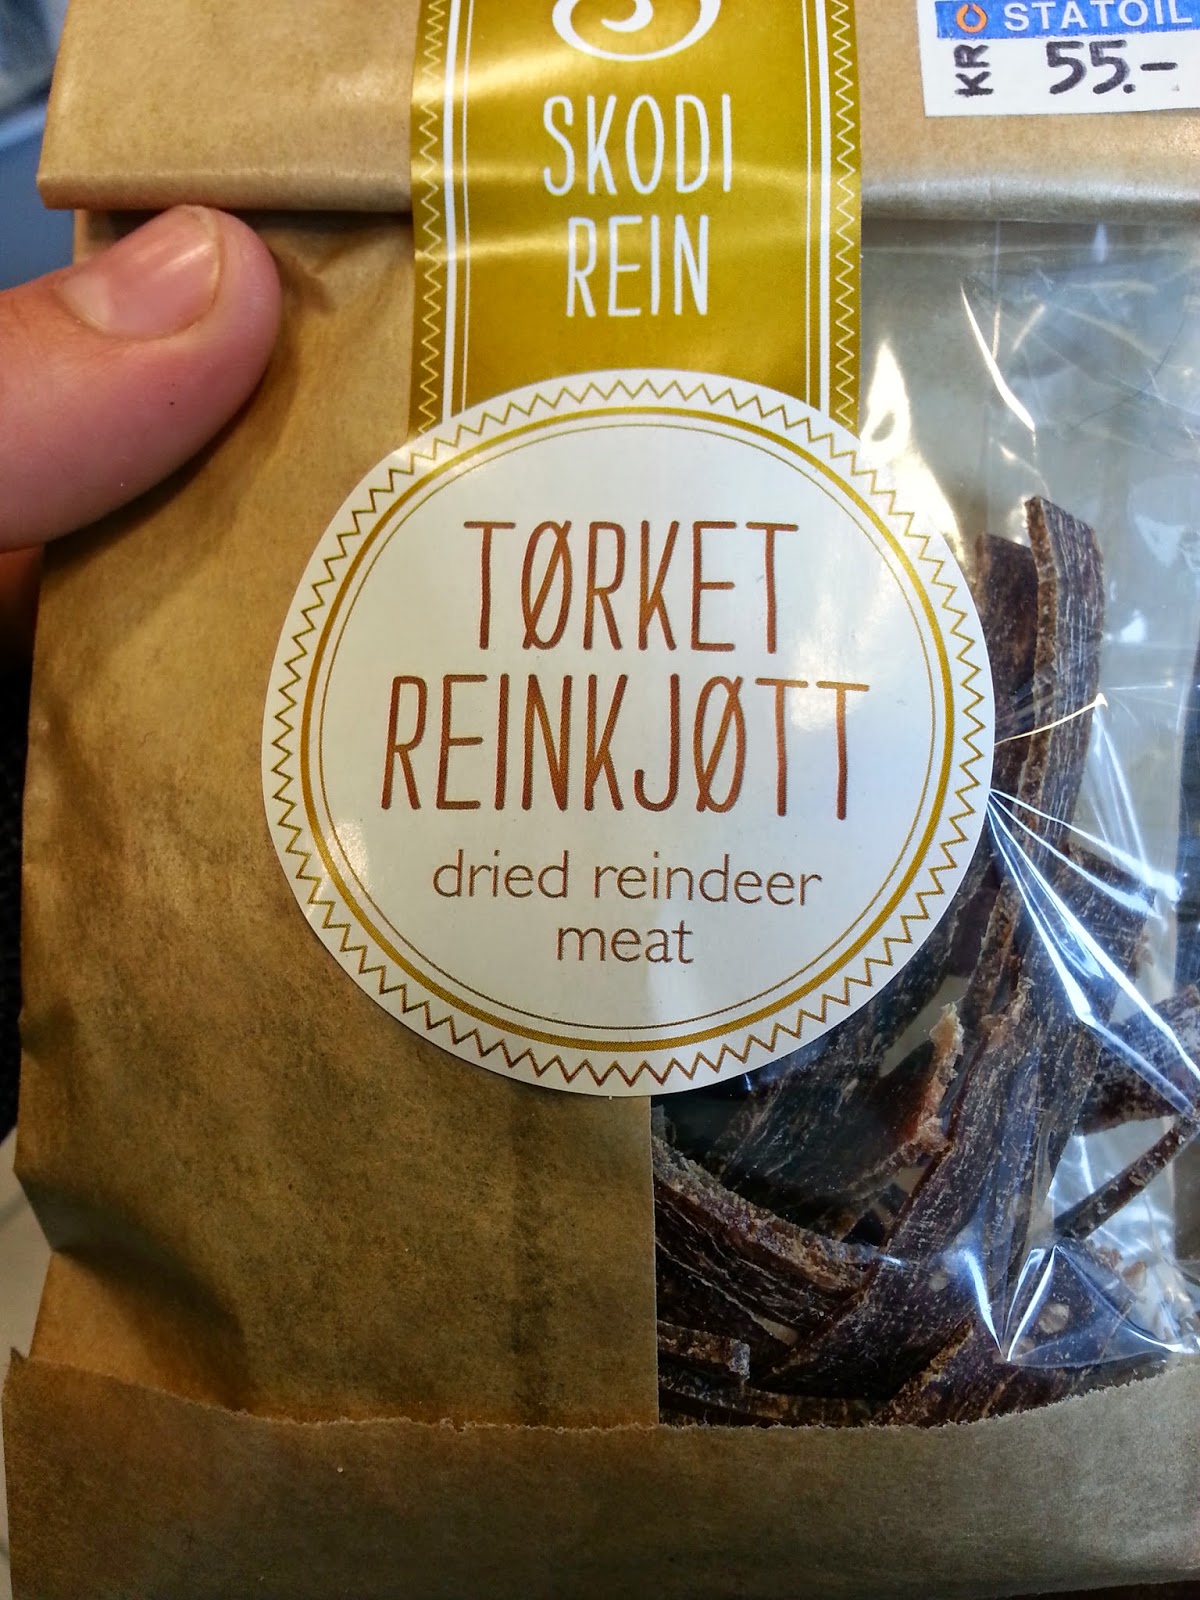 STATOIL
KR 55.-
SKODI
REIN
TØRKET
REINKJØTT
dried reindeer
meat